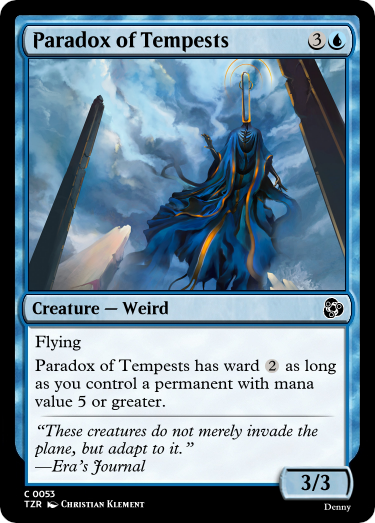 Paradox of Tempests 3
Creature — Weird
Flying
Paradox of Tempests has ward 2 as long
as you control a permanent with mana
value 5 or greater.
“These creatures do not merely invade the
plane, but adapt to it.”
—Era’s Journal
3/3
C 0053
TZR Christian Klement
Denny